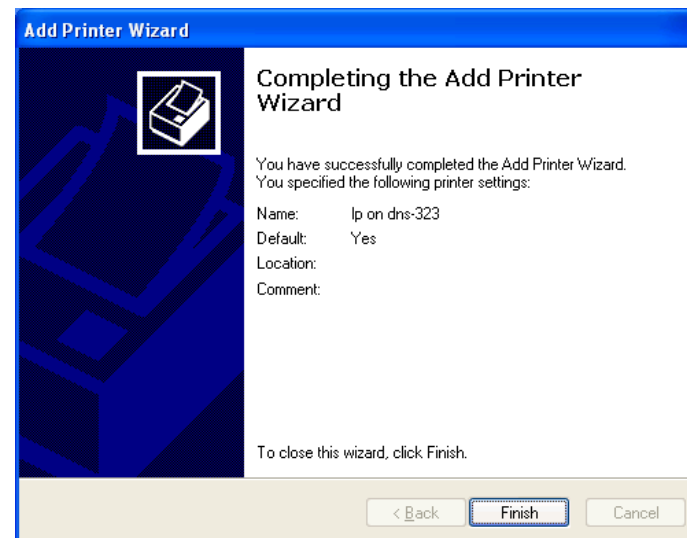 Add Printer Wizard
Completing the Add Printer
Wizard
You have successfully completed the Add Printer Wizard.
You specified the following printer settings:
Name: lp on dns-323
Default: Yes
Location:
Comment:
To close this wizard, click Finish.
< Back Finish Cancel